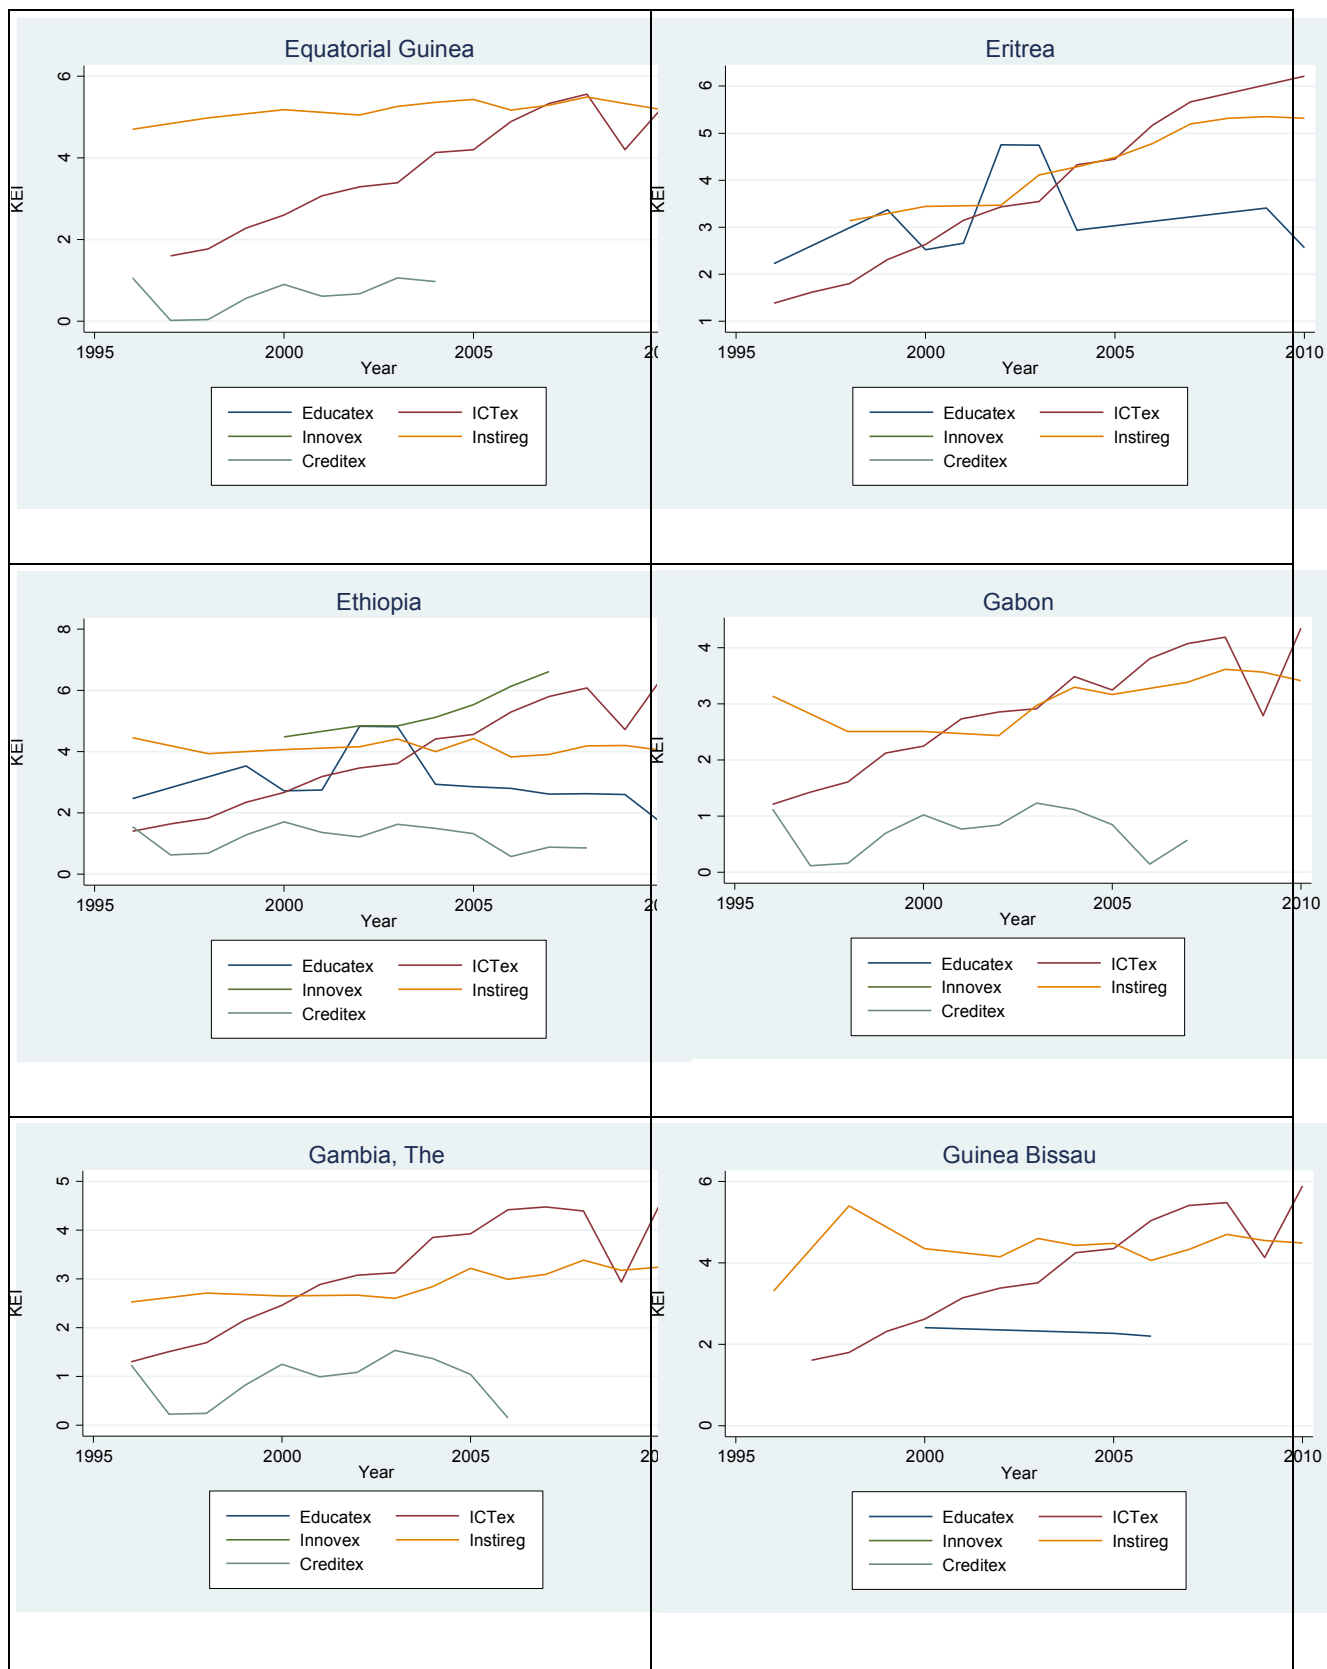 Equatorial Guinea
6
4
2
0
KEI
1995 2000 2005 20
Year
Educatex ICTex
Innovex Instireg
Creditex
Eritrea
6
5
4
3
2
1
KEI
1995 2000 2005 2010
Year
Educatex ICTex
Innovex Instireg
Creditex
Ethiopia
8
6
4
2
0
KEI
1995 2000 2005 20
Year
Educatex ICTex
Innovex Instireg
Creditex
Gabon
4
3
2
1
0
KEI
1995 2000 2005 2010
Year
Educatex ICTex
Innovex Instireg
Creditex
Gambia, The
5
4
3
2
1
0
KEI
1995 2000 2005 20
Year
Educatex ICTex
Innovex Instireg
Creditex
Guinea Bissau
6
4
2
0
KEI
1995 2000 2005 2010
Year
Educatex ICTex
Innovex Instireg
Creditex